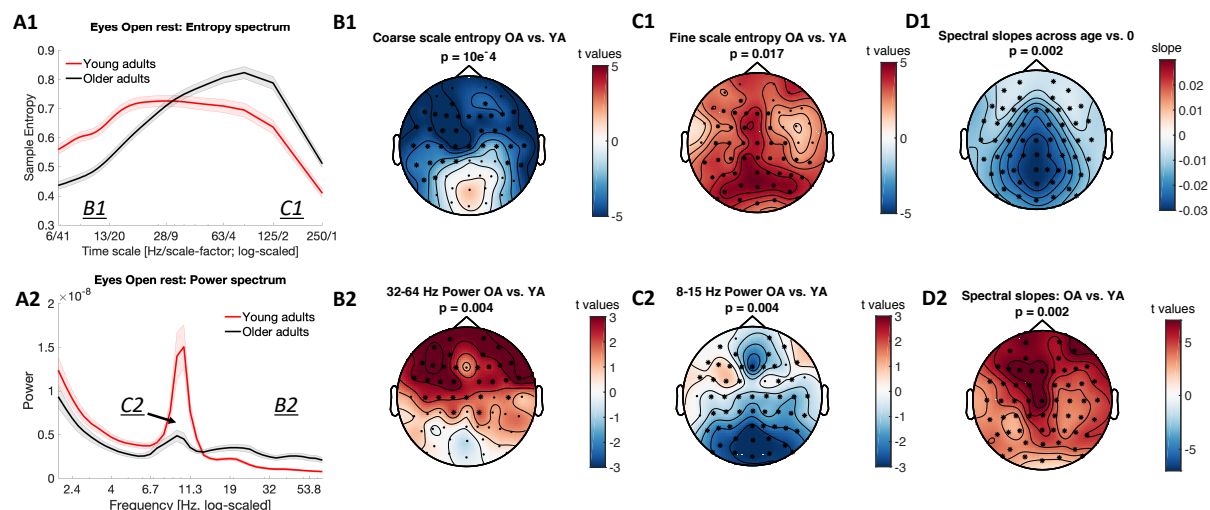 A1
Eyes Open rest: Entropy spectrum
Young adults
Older adults
Sample Entropy
0.9
0.8
0.7
0.6
0.5
0.4
0.3
B1
C1
6/41
13/20
28/9
63/4
125/2
250/1
Time scale [Hz/scale-factor; log-scaled]
B1
Coarse scale entropy OA vs. YA
p = 10e⁻4
t values
5
0
-5
C1
Fine scale entropy OA vs. YA
p = 0.017
t values
5
0
-5
D1
Spectral slopes across age vs. 0
p = 0.002
slope
0.02
0.01
0
-0.01
-0.02
-0.03
A2
Eyes Open rest: Power spectrum
×10⁻⁸
Young adults
Older adults
Power
2
1.5
1
0.5
0
C2
B2
2.4
4
6.7
11.3
19
32
53.8
Frequency [Hz, log-scaled]
B2
32-64 Hz Power OA vs. YA
p = 0.004
t values
3
2
1
0
-1
-2
-3
C2
8-15 Hz Power OA vs. YA
p = 0.004
t values
3
2
1
0
-1
-2
-3
D2
Spectral slopes: OA vs. YA
p = 0.002
t values
5
0
-5